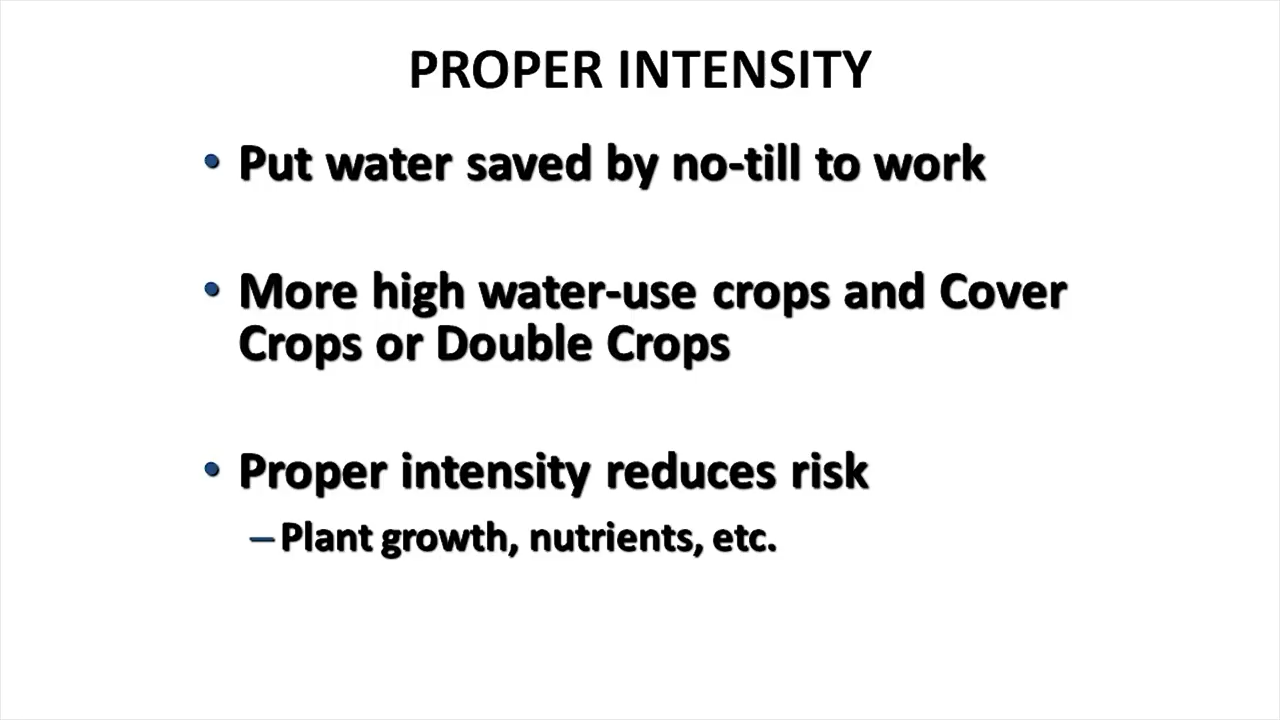 PROPER INTENSITY
• Put water saved by no-till to work
• More high water-use crops and Cover
Crops or Double Crops
• Proper intensity reduces risk
– Plant growth, nutrients, etc.